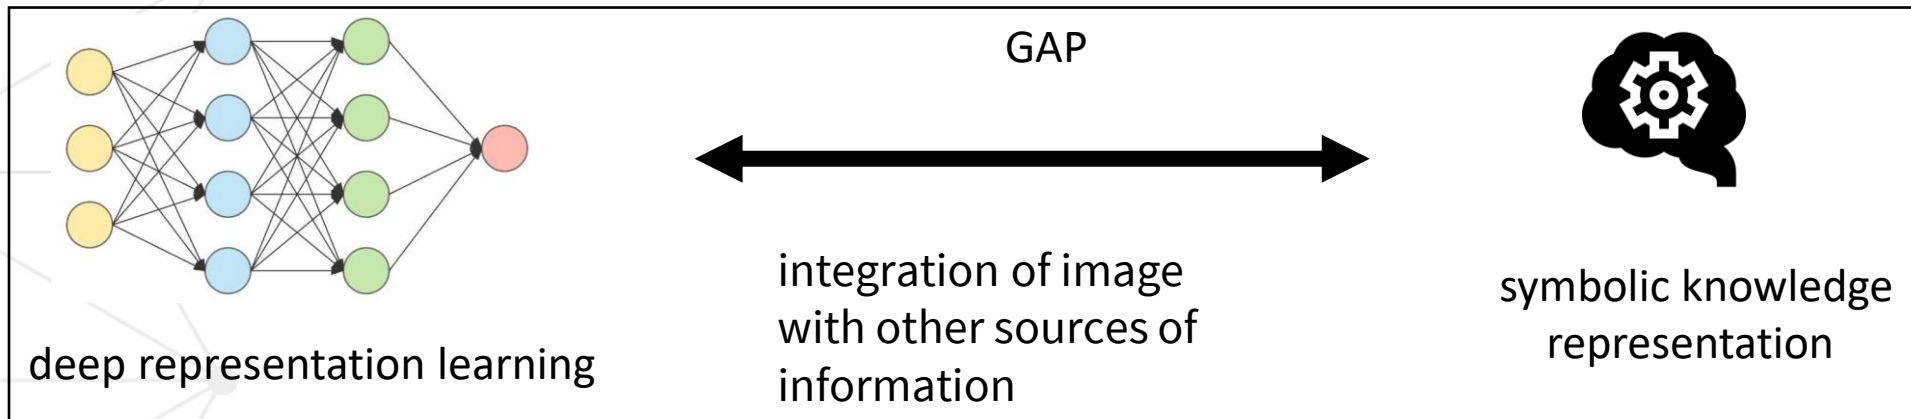 GAP
deep representation learning
integration of image
with other sources of
information
symbolic knowledge
representation